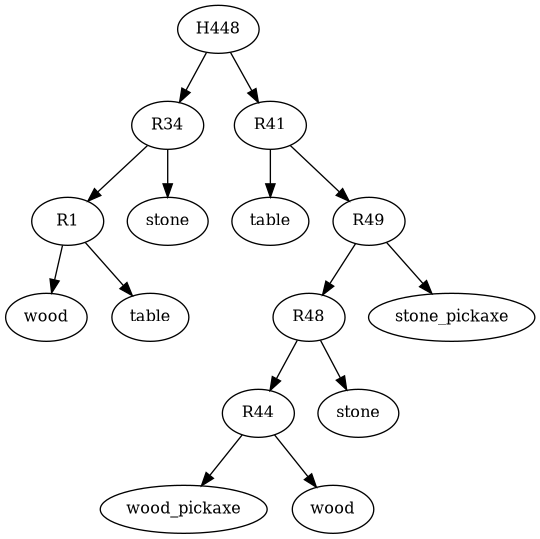 H448
R34
R41
R1
stone
table
R49
wood
table
R48
stone_pickaxe
R44
stone
wood_pickaxe
wood